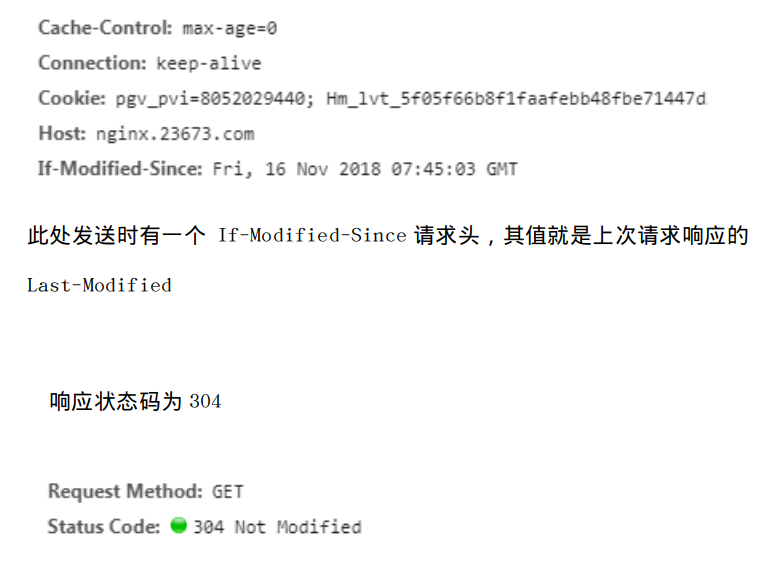 Cache-Control: max-age=0
Connection: keep-alive
Cookie: pgv_pvi=8052029440; Hm_lvt_5f05f66b8f1faafebb48fbe71447d
Host: nginx.23673.com
If-Modified-Since: Fri, 16 Nov 2018 07:45:03 GMT
此处发送时有一个 If-Modified-Since 请求头，其值就是上次请求响应的
Last-Modified
响应状态码为 304
Request Method: GET
Status Code: 304 Not Modified